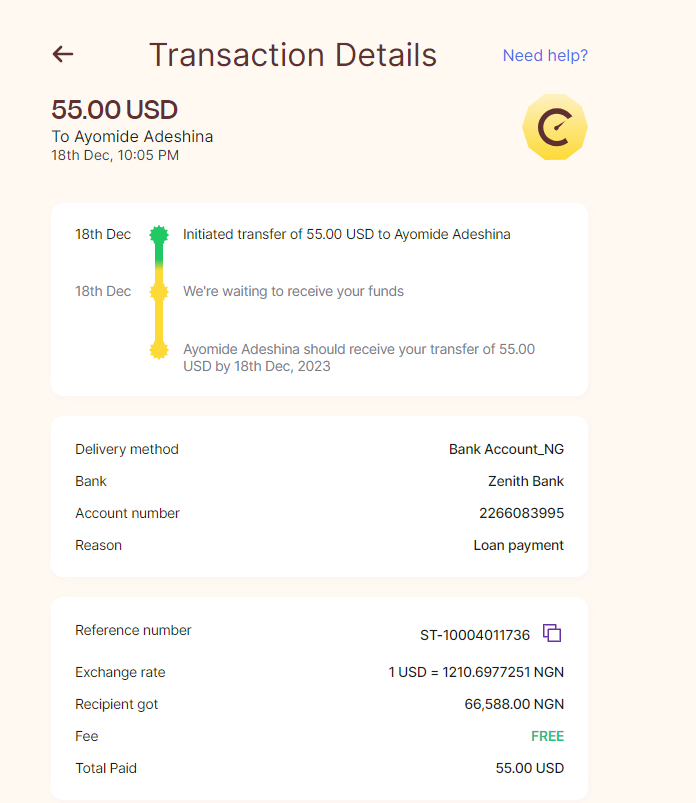 Transaction Details
Need help?
55.00 USD
To Ayomide Adeshina
18th Dec, 10:05 PM
18th Dec
Initiated transfer of 55.00 USD to Ayomide Adeshina
18th Dec
We're waiting to receive your funds
Ayomide Adeshina should receive your transfer of 55.00
USD by 18th Dec, 2023
Delivery method
Bank Account_NG
Bank
Zenith Bank
Account number
2266083995
Reason
Loan payment
Reference number
ST-10004011736
Exchange rate
1 USD = 1210.6977251 NGN
Recipient got
66,588.00 NGN
Fee
FREE
Total Paid
55.00 USD